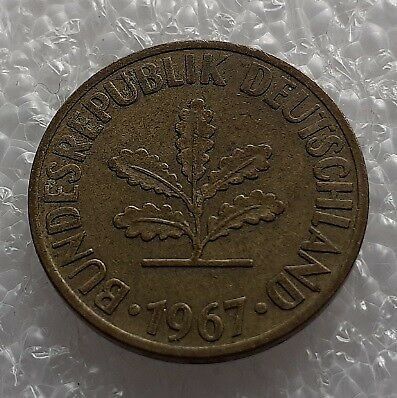 · BUNDESREPUBLIK DEUTSCHLAND ·
1967